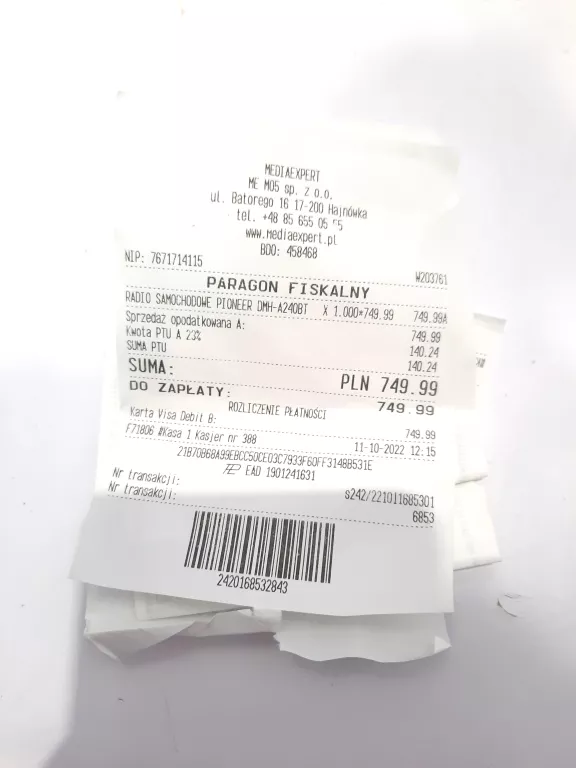 MEDIAEXPERT
ME M05 sp. z o.o.
ul. Batorego 16 17-200 Hajnówka
tel. +48 85 655 05
www.mediaexpert.pl
BDO: 458468
NIP: 7671714115 W203761
PARAGON FISKALNY
RADIO SAMOCHODOWE PIONEER DMH-A240BT X 1.000*749.99 749.99A
Sprzedaż opodatkowana A: 749.99
Kwota PTU A 23% 140.24
SUMA PTU 140.24
SUMA: PLN 749.99
DO ZAPŁATY: 749.99
ROZLICZENIE PŁATNOŚCI
Karta Visa Debit B: 749.99
F71806 #Kasa 1 Kasjer nr 388 11-10-2022 12:15
EAD 1901241631
Nr transakcji: s242/221011685301
Nr transakcji: 6853
2420168532843